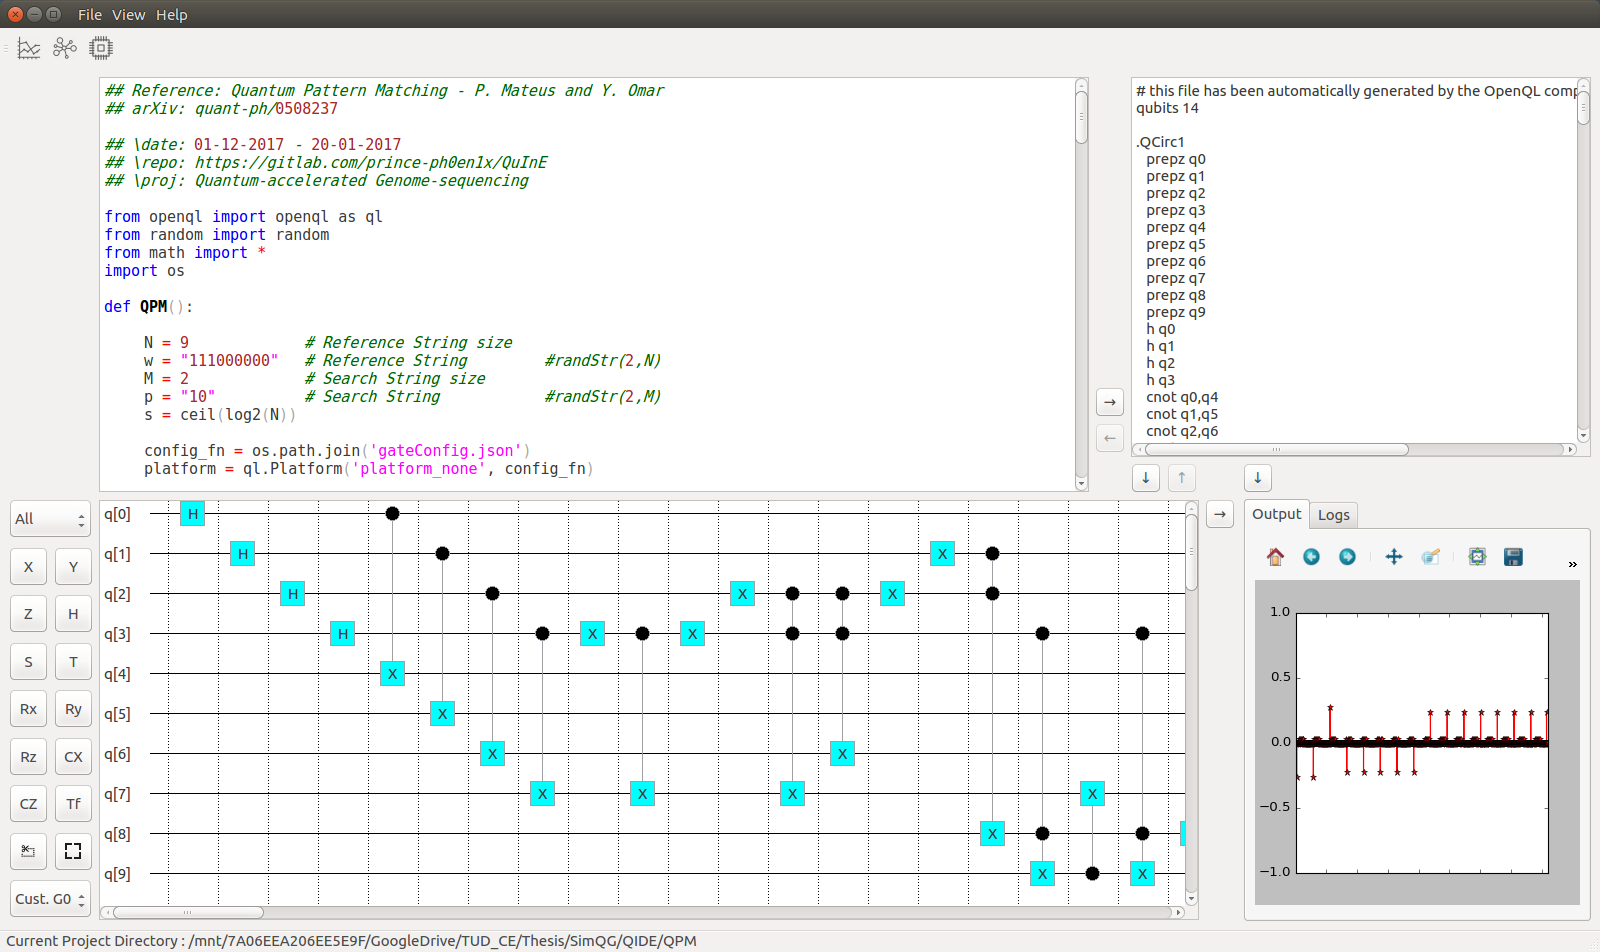 File View Help
## Reference: Quantum Pattern Matching - P. Mateus and Y. Omar
## arXiv: quant-ph/0508237
## \date: 01-12-2017 - 20-01-2017
## \repo: https://gitlab.com/prince-ph0en1x/QuInE
## \proj: Quantum-accelerated Genome-sequencing
from openql import openql as ql
from random import random
from math import *
import os
def QPM():
N = 9 # Reference String size
w = "111000000" # Reference String #randStr(2,N)
M = 2 # Search String size
p = "10" # Search String #randStr(2,M)
s = ceil(log2(N))
config_fn = os.path.join('gateConfig.json')
platform = ql.Platform('platform_none', config_fn)
→
←
# this file has been automatically generated by the OpenQL comp
qubits 14
.QCirc1
prepz q0
prepz q1
prepz q2
prepz q3
prepz q4
prepz q5
prepz q6
prepz q7
prepz q8
prepz q9
h q0
h q1
h q2
h q3
cnot q0,q4
cnot q1,q5
cnot q2,q6
↓ ↑ ↓
All
X Y
Z H
S T
Rx Ry
Rz CX
CZ Tf
Cust. G0
q[0] H
q[1] H X
q[2] H X X
q[3] H X X
q[4] X
q[5] X
q[6] X X
q[7] X X X X
q[8] X
q[9] X X
→
Output Logs
»
1.0
0.5
0.0
−0.5
−1.0
Current Project Directory : /mnt/7A06EEA206EE5E9F/GoogleDrive/TUD_CE/Thesis/SimQG/QIDE/QPM